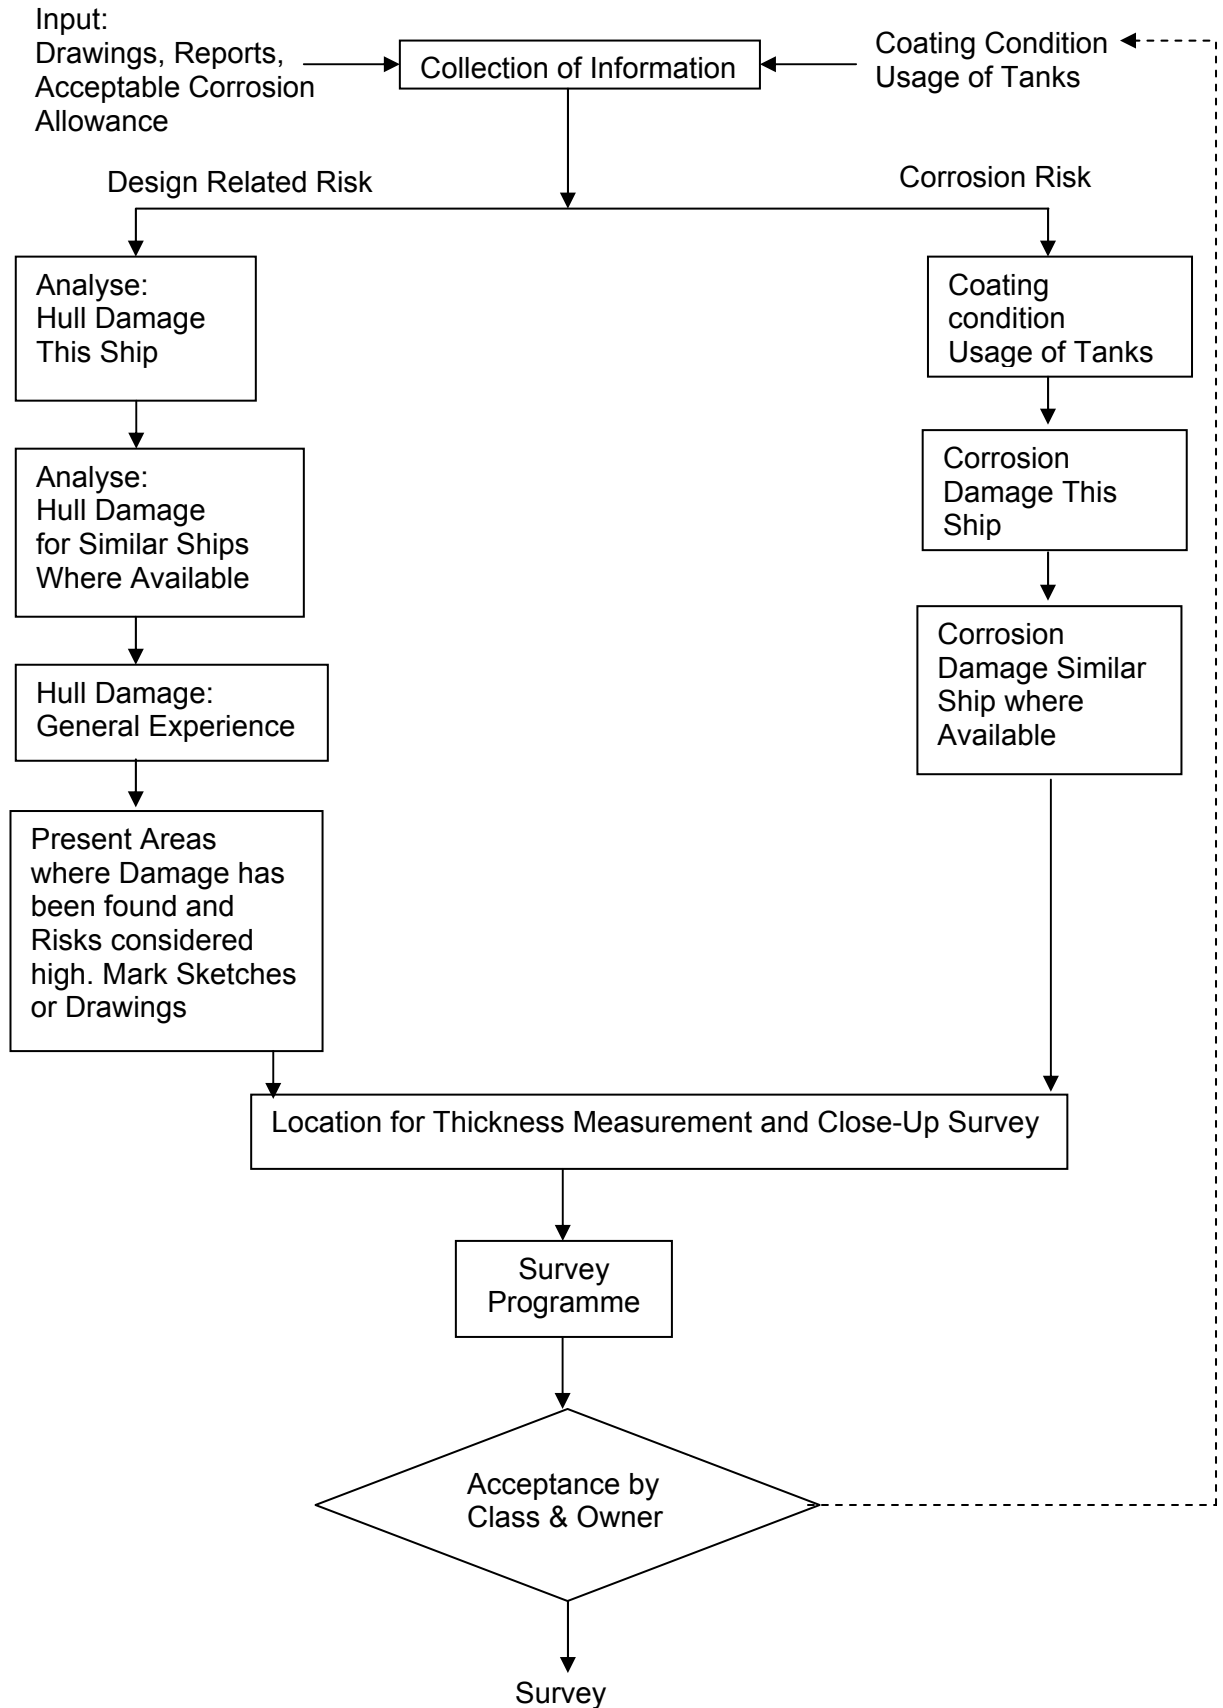 Input:
Drawings, Reports,
Acceptable Corrosion
Allowance
Collection of Information
Coating Condition
Usage of Tanks
Design Related Risk
Corrosion Risk
Analyse:
Hull Damage
This Ship
Coating
condition
Usage of Tanks
Analyse:
Hull Damage
for Similar Ships
Where Available
Corrosion
Damage This
Ship
Hull Damage:
General Experience
Corrosion
Damage Similar
Ship where
Available
Present Areas
where Damage has
been found and
Risks considered
high. Mark Sketches
or Drawings
Location for Thickness Measurement and Close-Up Survey
Survey
Programme
Acceptance by
Class & Owner
Survey